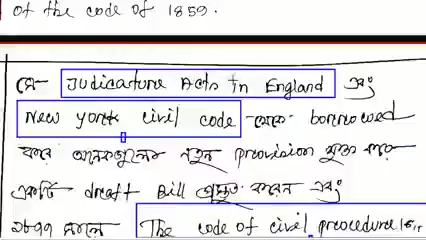 of the code of 1859.
যে- Judicature Acts in England এবং
New york civil code থেকে borrowed
করে অনেকগুলো নতুন provision যুক্ত করে
একটি draft Bill প্রস্তুত করেন এবং
১৮৭৭ সালে The code of civil preocedure